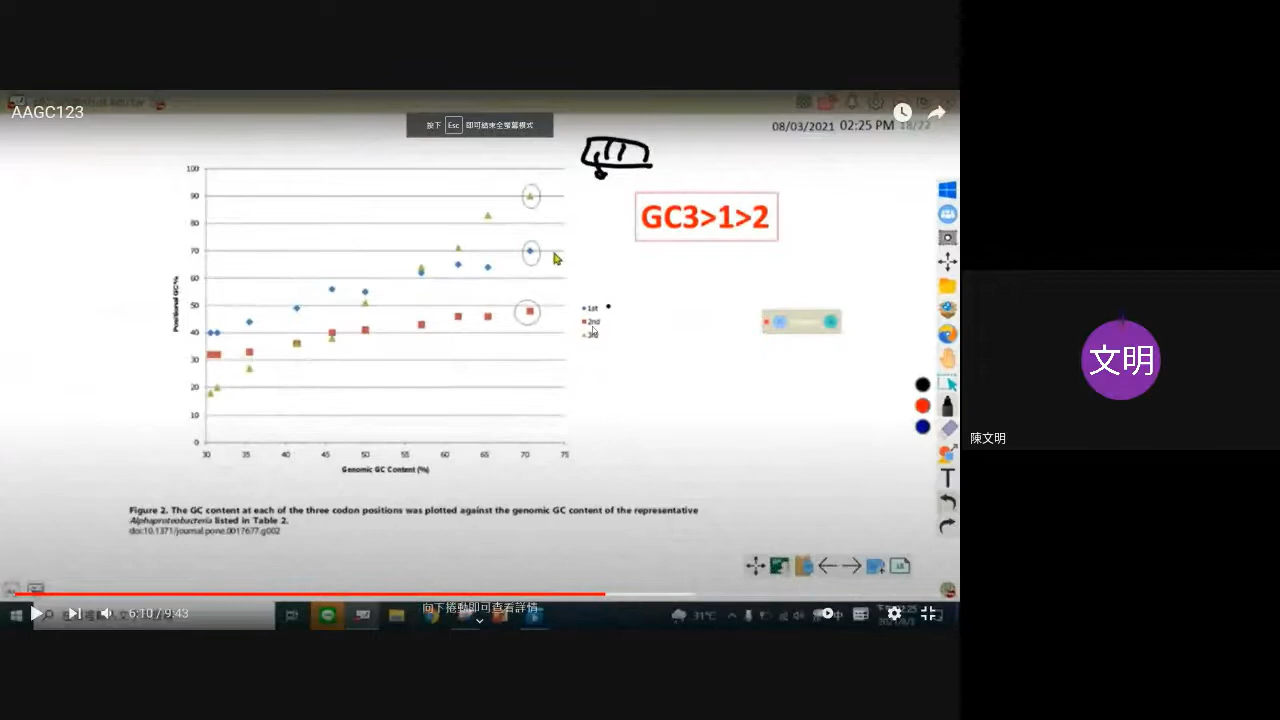 AAGC123
按下 Esc 即可結束全螢幕模式
08/03/2021 02:25 PM 18/22
GC3>1>2
100
90
80
70
60
50
40
30
20
10
0
Positional GC%
30 35 40 45 50 55 60 65 70 75
Genomic GC Content (%)
1st
2nd
3rd
Figure 2. The GC content at each of the three codon positions was plotted against the genomic GC content of the representative
Alphaproteobacteria listed in Table 2.
doi:10.1371/journal.pone.0017677.g002
T
18
6:10 / 9:43
向下捲動即可查看詳情
31°C
文明
陳文明